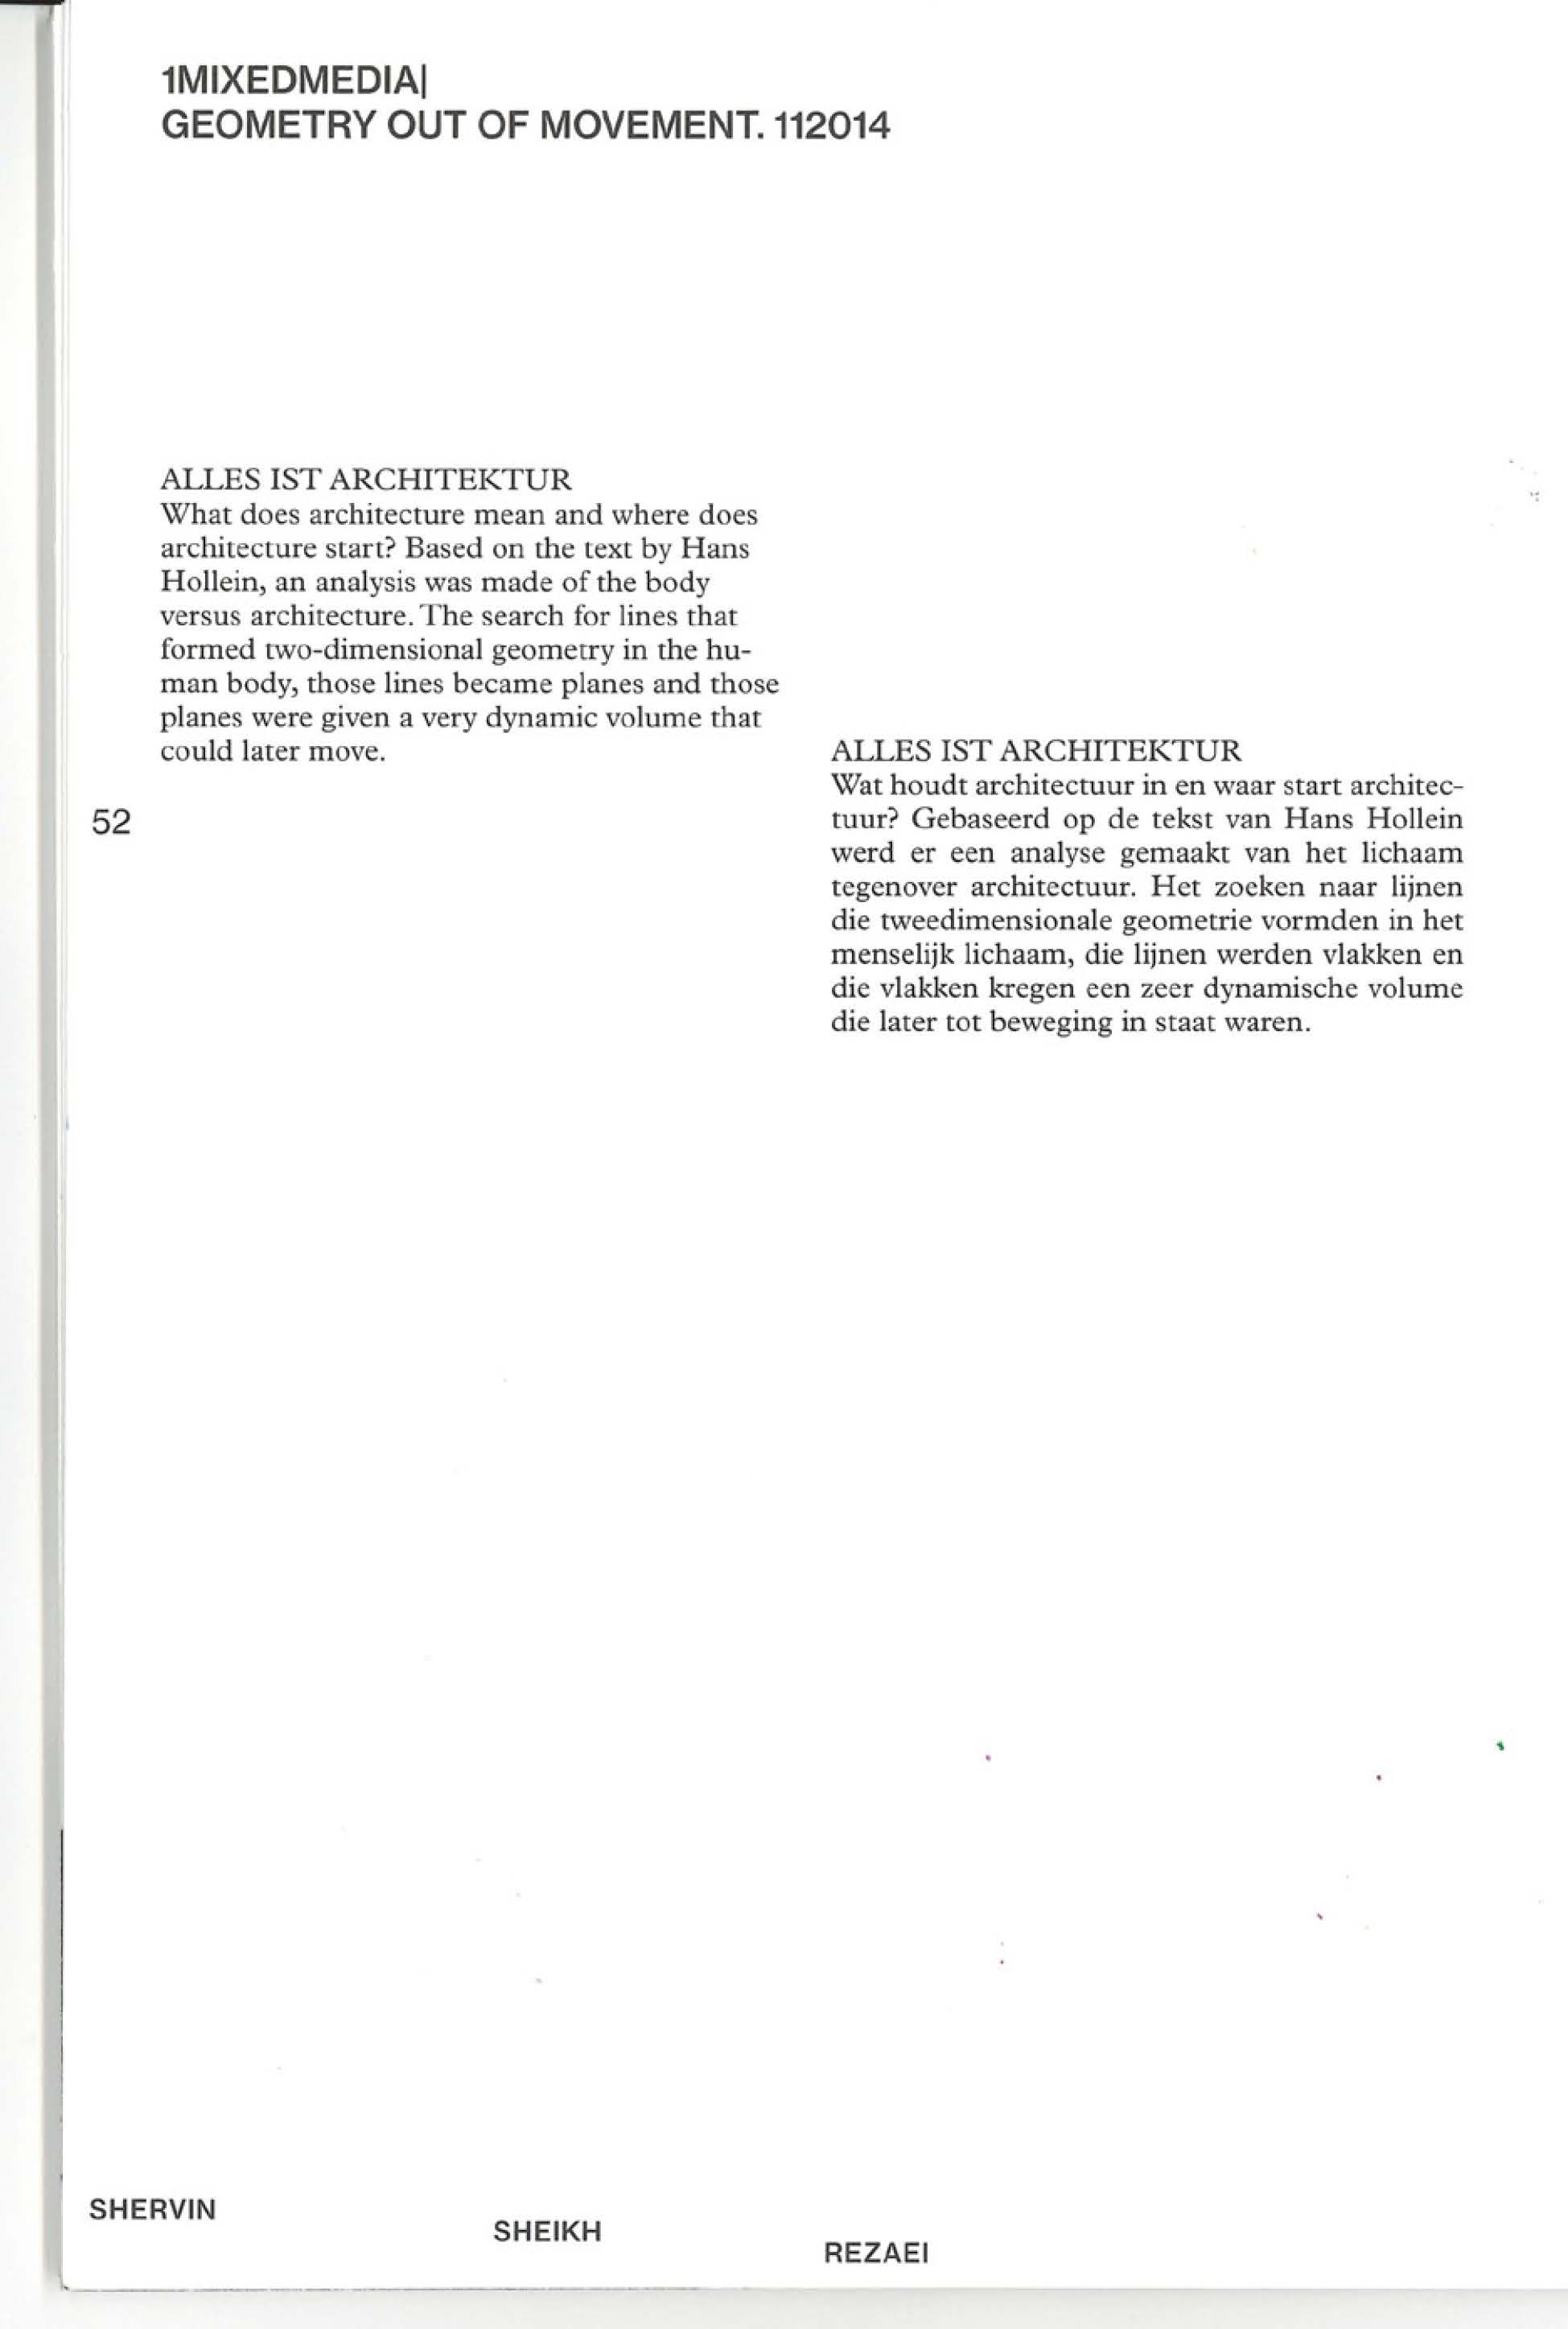 1MIXEDMEDIA|
GEOMETRY OUT OF MOVEMENT. 112014
ALLES IST ARCHITEKTUR
What does architecture mean and where does
architecture start? Based on the text by Hans
Hollein, an analysis was made of the body
versus architecture. The search for lines that
formed two-dimensional geometry in the hu-
man body, those lines became planes and those
planes were given a very dynamic volume that
could later move.
52
ALLES IST ARCHITEKTUR
Wat houdt architectuur in en waar start architec-
tuur? Gebaseerd op de tekst van Hans Hollein
werd er een analyse gemaakt van het lichaam
tegenover architectuur. Het zoeken naar lijnen
die tweedimensionale geometrie vormden in het
menselijk lichaam, die lijnen werden vlakken en
die vlakken kregen een zeer dynamische volume
die later tot beweging in staat waren.
SHERVIN
SHEIKH
REZAEI